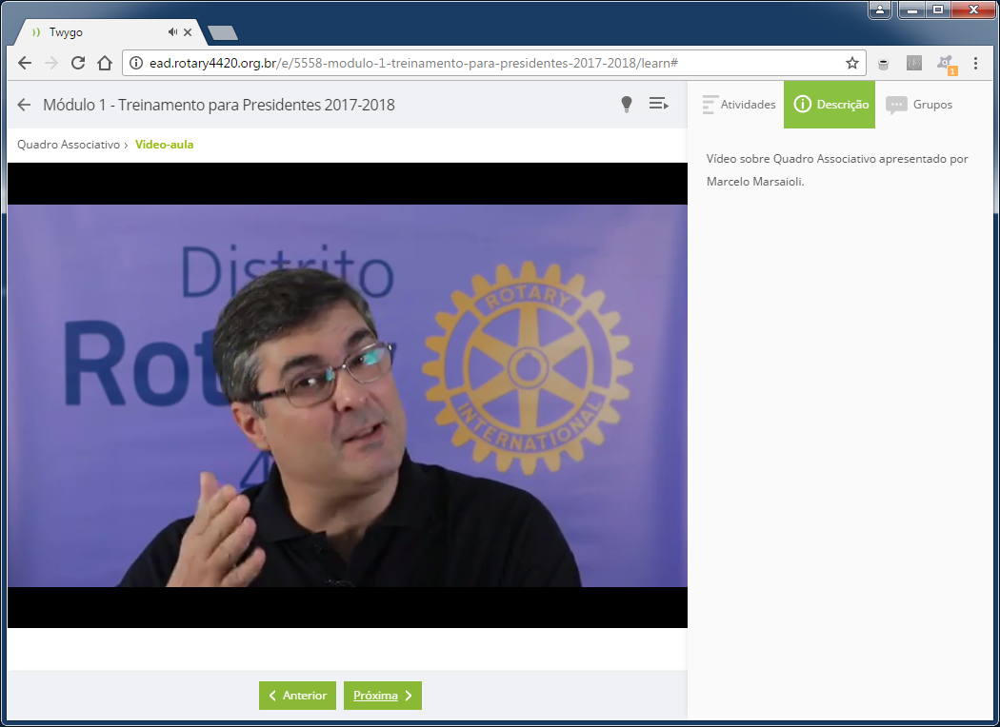 Twygo
ead.rotary4420.org.br/e/5558-modulo-1-treinamento-para-presidentes-2017-2018/learn#
1
Módulo 1 - Treinamento para Presidentes 2017-2018
Atividades
Descrição
Grupos
Quadro Associativo › Video-aula
Vídeo sobre Quadro Associativo apresentado por
Marcelo Marsaioli.
Distrito
Rot
4
ROTARY
INTERNATIONAL
Anterior
Próxima